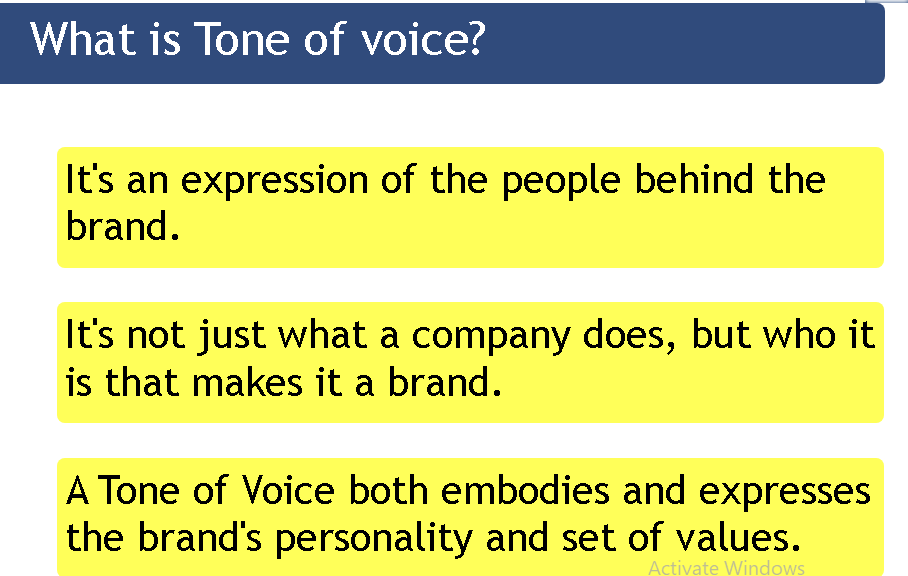 What is Tone of voice?
It's an expression of the people behind the
brand.
It's not just what a company does, but who it
is that makes it a brand.
A Tone of Voice both embodies and expresses
the brand's personality and set of values.
Activate Windows